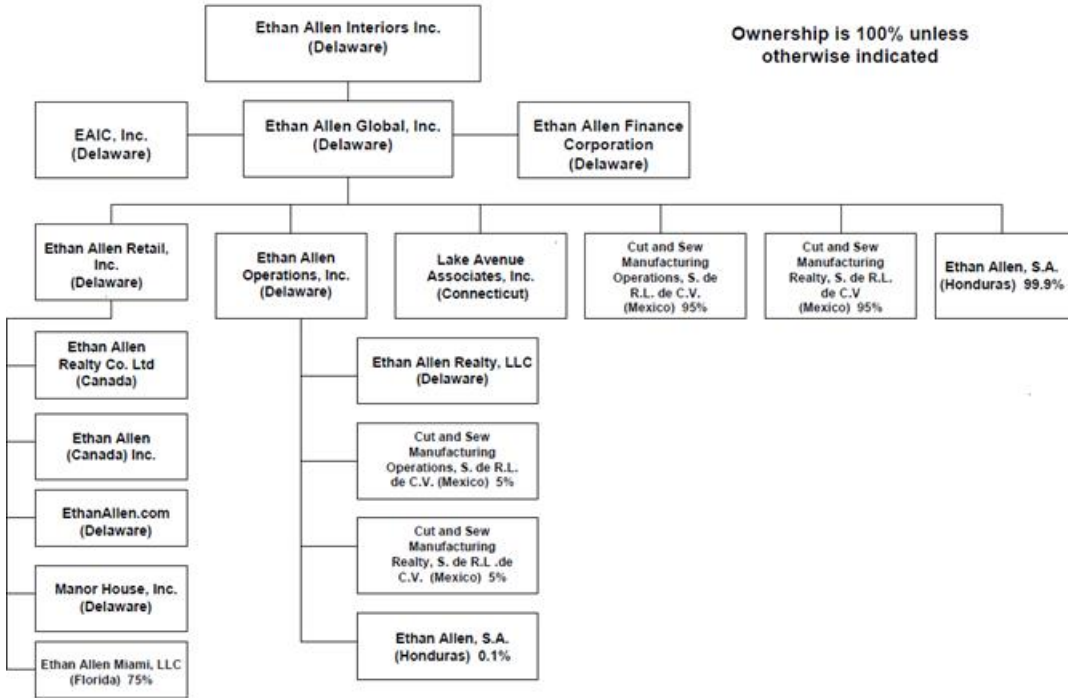 Ethan Allen Interiors Inc.
(Delaware)
Ownership is 100% unless
otherwise indicated
EAIC, Inc.
(Delaware)
Ethan Allen Global, Inc.
(Delaware)
Ethan Allen Finance
Corporation
(Delaware)
Ethan Allen Retail,
Inc.
(Delaware)
Ethan Allen
Operations, Inc.
(Delaware)
Lake Avenue
Associates, Inc.
(Connecticut)
Cut and Sew
Manufacturing
Operations, S. de
R.L. de C.V.
(Mexico) 95%
Cut and Sew
Manufacturing
Realty, S. de R.L.
de C.V
(Mexico) 95%
Ethan Allen, S.A.
(Honduras) 99.9%
Ethan Allen
Realty Co. Ltd
(Canada)
Ethan Allen
(Canada) Inc.
EthanAllen.com
(Delaware)
Manor House, Inc.
(Delaware)
Ethan Allen Miami, LLC
(Florida) 75%
Ethan Allen Realty, LLC
(Delaware)
Cut and Sew
Manufacturing
Operations, S. de R.L.
de C.V. (Mexico) 5%
Cut and Sew
Manufacturing
Realty, S. de R.L .de
C.V. (Mexico) 5%
Ethan Allen, S.A.
(Honduras) 0.1%